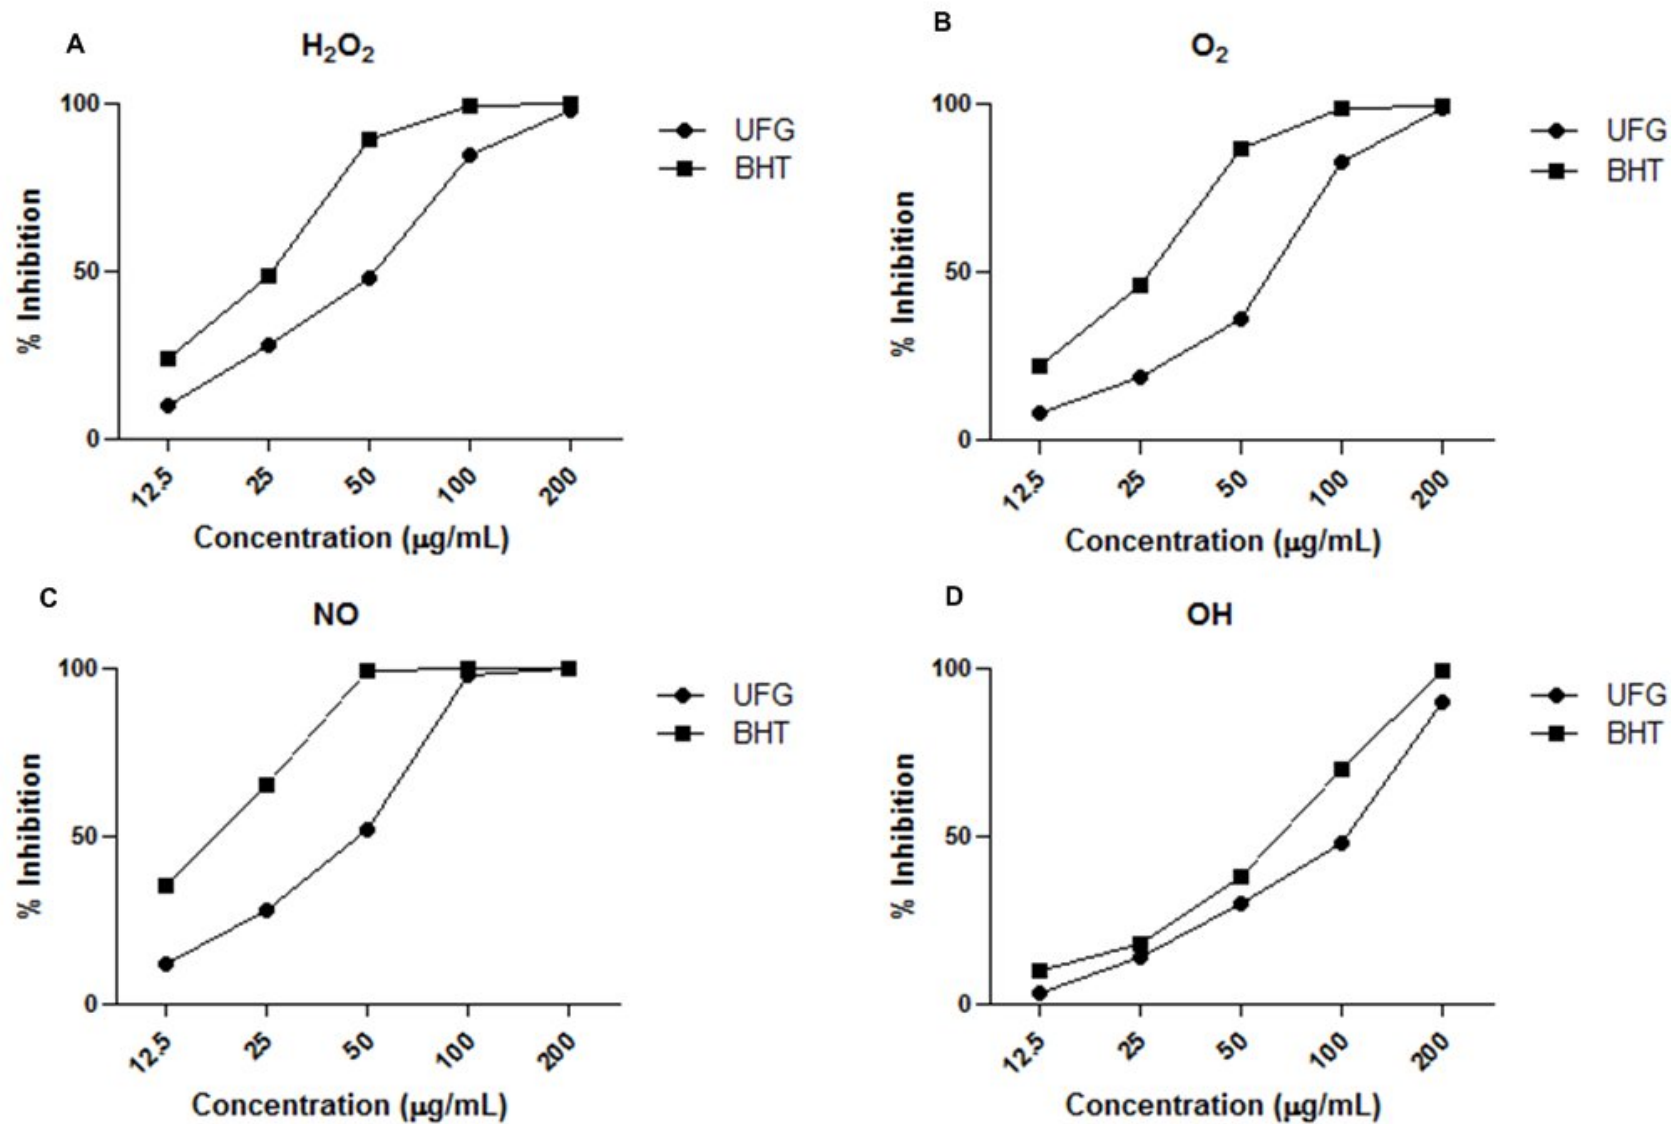 A
H₂O₂
100
50
0
% Inhibition
12.5
25
50
100
200
Concentration (µg/mL)
UFG
BHT
B
O₂
100
50
0
% Inhibition
12.5
25
50
100
200
Concentration (µg/mL)
UFG
BHT
C
NO
100
50
0
% Inhibition
12.5
25
50
100
200
Concentration (µg/mL)
UFG
BHT
D
OH
100
50
0
% Inhibition
12.5
25
50
100
200
Concentration (µg/mL)
UFG
BHT